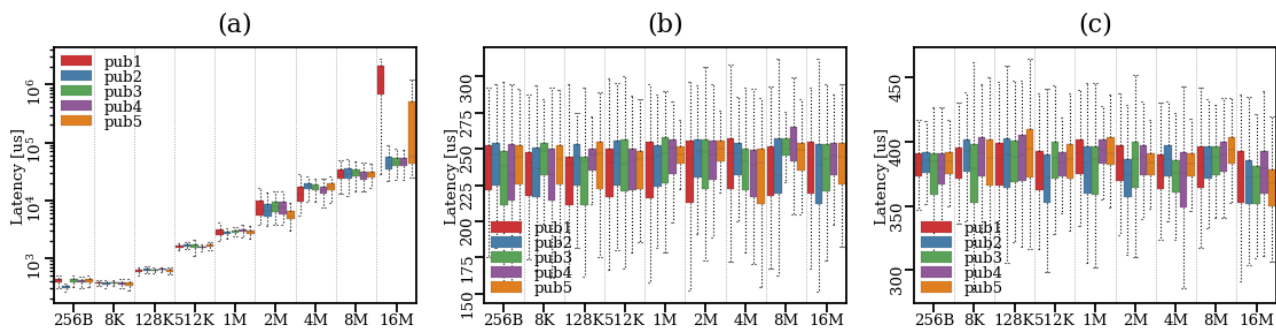 (a)
Latency [us]
10^6
10^5
10^4
10^3
pub1
pub2
pub3
pub4
pub5
256B 8K 128K 512K 1M 2M 4M 8M 16M
(b)
Latency [us]
300
275
250
225
200
175
150
pub1
pub2
pub3
pub4
pub5
256B 8K 128K 512K 1M 2M 4M 8M 16M
(c)
Latency [us]
450
400
350
300
pub1
pub2
pub3
pub4
pub5
256B 8K 128K 512K 1M 2M 4M 8M 16M